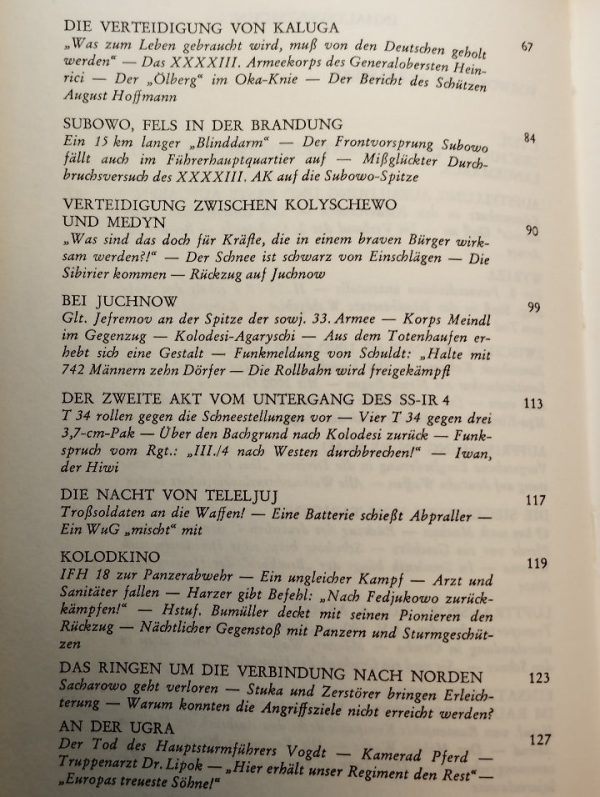 DIE VERTEIDIGUNG VON KALUGA 67
„Was zum Leben gebraucht wird, muß von den Deutschen geholt
werden“ — Das XXXXIII. Armeekorps des Generalobersten Hein-
rici — Der „Ölberg“ im Oka-Knie — Der Bericht des Schützen
August Hoffmann
SUBOWO, FELS IN DER BRANDUNG 84
Ein 15 km langer „Blinddarm“ — Der Frontvorsprung Subowo
fällt auch im Führerhauptquartier auf — Mißglückter Durch-
bruchsversuch des XXXXIII. AK auf die Subowo-Spitze
VERTEIDIGUNG ZWISCHEN KOLYSCHEWO
UND MEDYN 90
„Was sind das doch für Kräfte, die in einem braven Bürger wirk-
sam werden?!“ — Der Schnee ist schwarz von Einschlägen — Die
Sibirier kommen — Rückzug auf Juchnow
BEI JUCHNOW 99
Glt. Jefremov an der Spitze der sowj. 33. Armee — Korps Meindl
im Gegenzug — Kolodesi-Agaryschi — Aus dem Totenhaufen er-
hebt sich eine Gestalt — Funkmeldung von Schuldt: „Halte mit
742 Männern zehn Dörfer — Die Rollbahn wird freigekämpft
DER ZWEITE AKT VOM UNTERGANG DES SS-IR 4 113
T 34 rollen gegen die Schneestellungen vor — Vier T 34 gegen drei
3,7-cm-Pak — Über den Bachgrund nach Kolodesi zurück — Funk-
spruch vom Rgt.: „III./4 nach Westen durchbrechen!“ — Iwan,
der Hiwi
DIE NACHT VON TELELJUJ 117
Troßsoldaten an die Waffen! — Eine Batterie schießt Abpraller —
Ein WuG „mischt“ mit
KOLODKINO 119
IFH 18 zur Panzerabwehr — Ein ungleicher Kampf — Arzt und
Sanitäter fallen — Harzer gibt Befehl: „Nach Fedjukowo zurück-
kämpfen!“ — Hstuf. Bumüller deckt mit seinen Pionieren den
Rückzug — Nächtlicher Gegenstoß mit Panzern und Sturmgeschüt-
zen
DAS RINGEN UM DIE VERBINDUNG NACH NORDEN 123
Sacharowo geht verloren — Stuka und Zerstörer bringen Erleich-
terung — Warum konnten die Angriffsziele nicht erreicht werden?
AN DER UGRA 127
Der Tod des Hauptsturmführers Vogdt — Kamerad Pferd —
Truppenarzt Dr. Lipok — „Hier erhält unser Regiment den Rest“ —
„Europas treueste Söhne!“